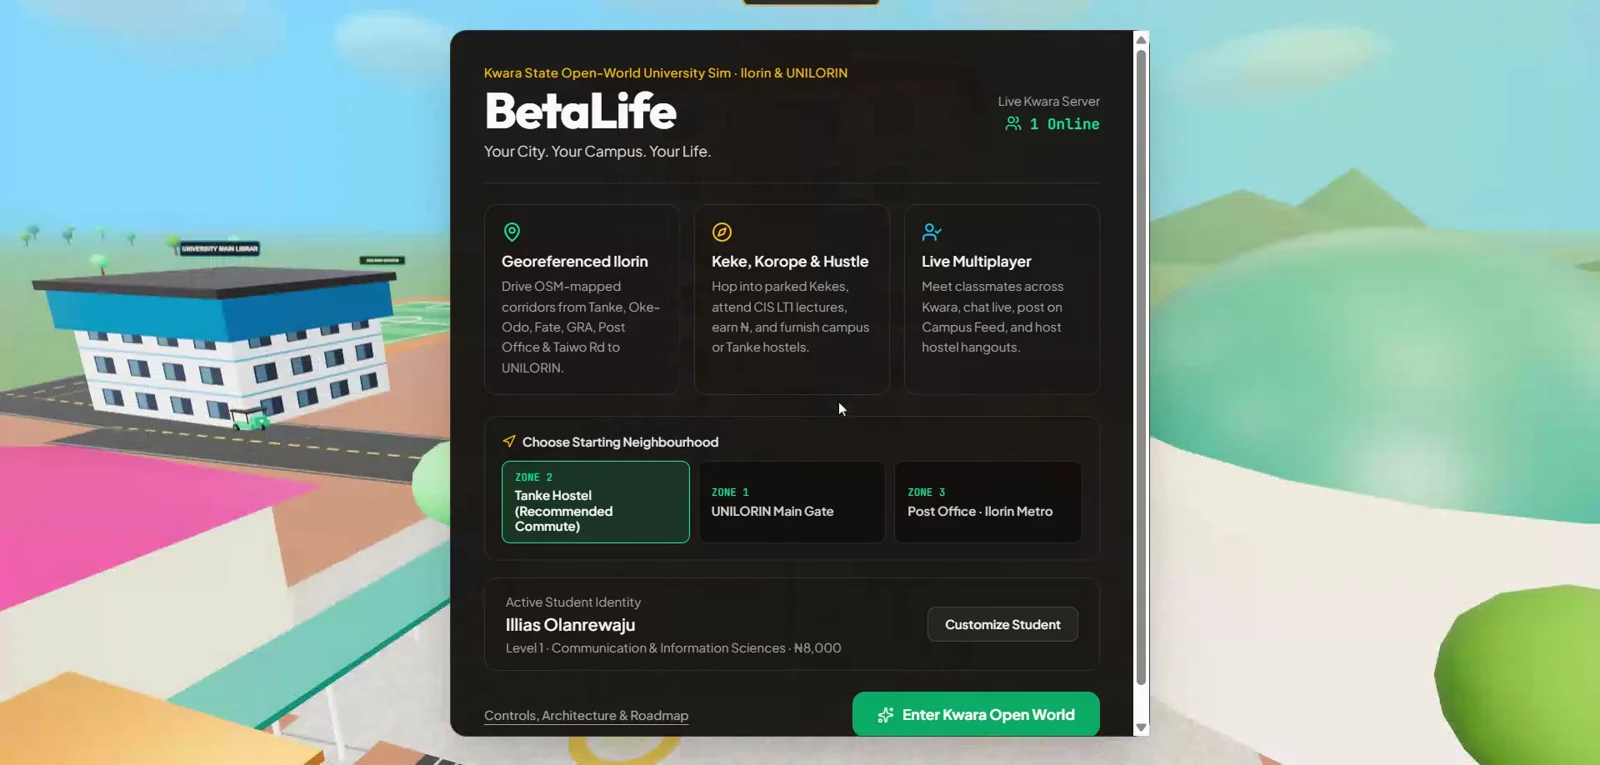 Kwara State Open-World University Sim · Ilorin & UNILORIN
BetaLife
Your City. Your Campus. Your Life.
Live Kwara Server
1 Online
UNIVERSITY MAIN LIBRAR
Georeferenced Ilorin
Drive OSM-mapped
corridors from Tanke, Oke-
Odo, Fate, GRA, Post
Office & Taiwo Rd to
UNILORIN.
Keke, Korope & Hustle
Hop into parked Kekes,
attend CIS LT1 lectures,
earn ₦, and furnish campus
or Tanke hostels.
Live Multiplayer
Meet classmates across
Kwara, chat live, post on
Campus Feed, and host
hostel hangouts.
Choose Starting Neighbourhood
ZONE 2
Tanke Hostel
(Recommended
Commute)
ZONE 1
UNILORIN Main Gate
ZONE 3
Post Office · Ilorin Metro
Active Student Identity
Illias Olanrewaju
Level 1 · Communication & Information Sciences · ₦8,000
Customize Student
Controls, Architecture & Roadmap
Enter Kwara Open World